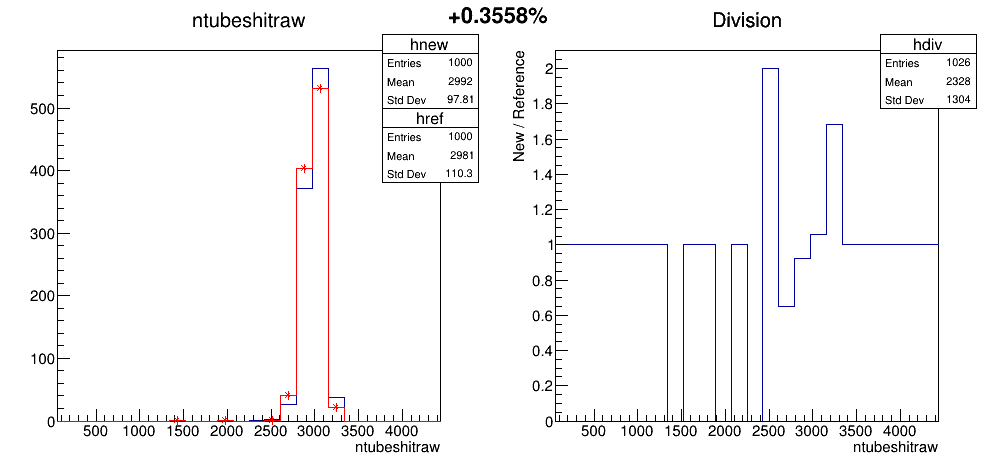 +0.3558%
ntubeshitraw
hnew
Entries 1000
Mean 2992
Std Dev 97.81
href
Entries 1000
Mean 2981
Std Dev 110.3
500
400
300
200
100
0
500 1000 1500 2000 2500 3000 3500 4000
ntubeshitraw
Division
hdiv
Entries 1026
Mean 2328
Std Dev 1304
New / Reference
2
1.8
1.6
1.4
1.2
1
0.8
0.6
0.4
0.2
0
500 1000 1500 2000 2500 3000 3500 4000
ntubeshitraw